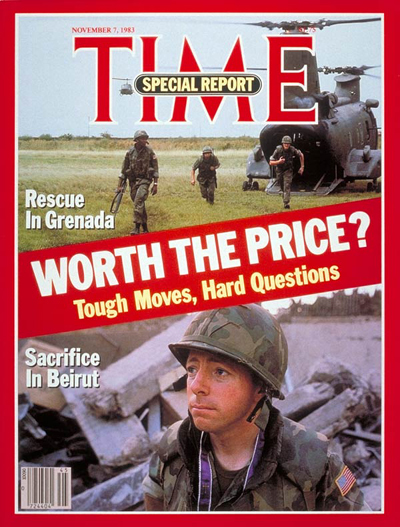 NOVEMBER 7, 1983
TIME
SPECIAL REPORT
Rescue
In Grenada
WORTH THE PRICE?
Tough Moves, Hard Questions
Sacrifice
In Beirut